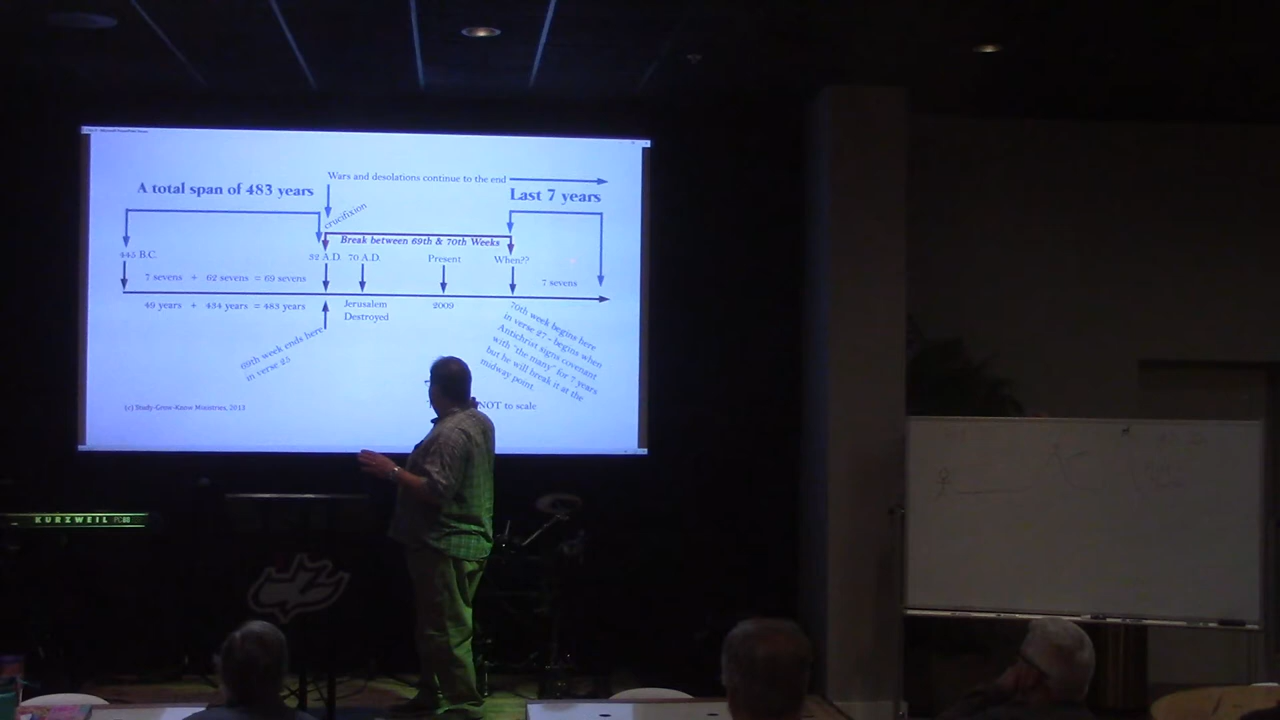 Wars and desolations continue to the end
A total span of 483 years
Last 7 years
crucifixion
Break between 69th & 70th Weeks
445 B.C.
32 A.D.
70 A.D.
Present
When??
7 sevens + 62 sevens = 69 sevens
7 sevens
49 years + 434 years = 483 years
Jerusalem
Destroyed
2009
69th week ends here
in verse 25
70th week begins here
in verse 27 - begins when
Antichrist signs covenant
with "the many" for 7 years
but he will break it at the
midway point.
(c) Study-Grow-Know Ministries, 2013
NOT to scale
KURZWEIL PC88